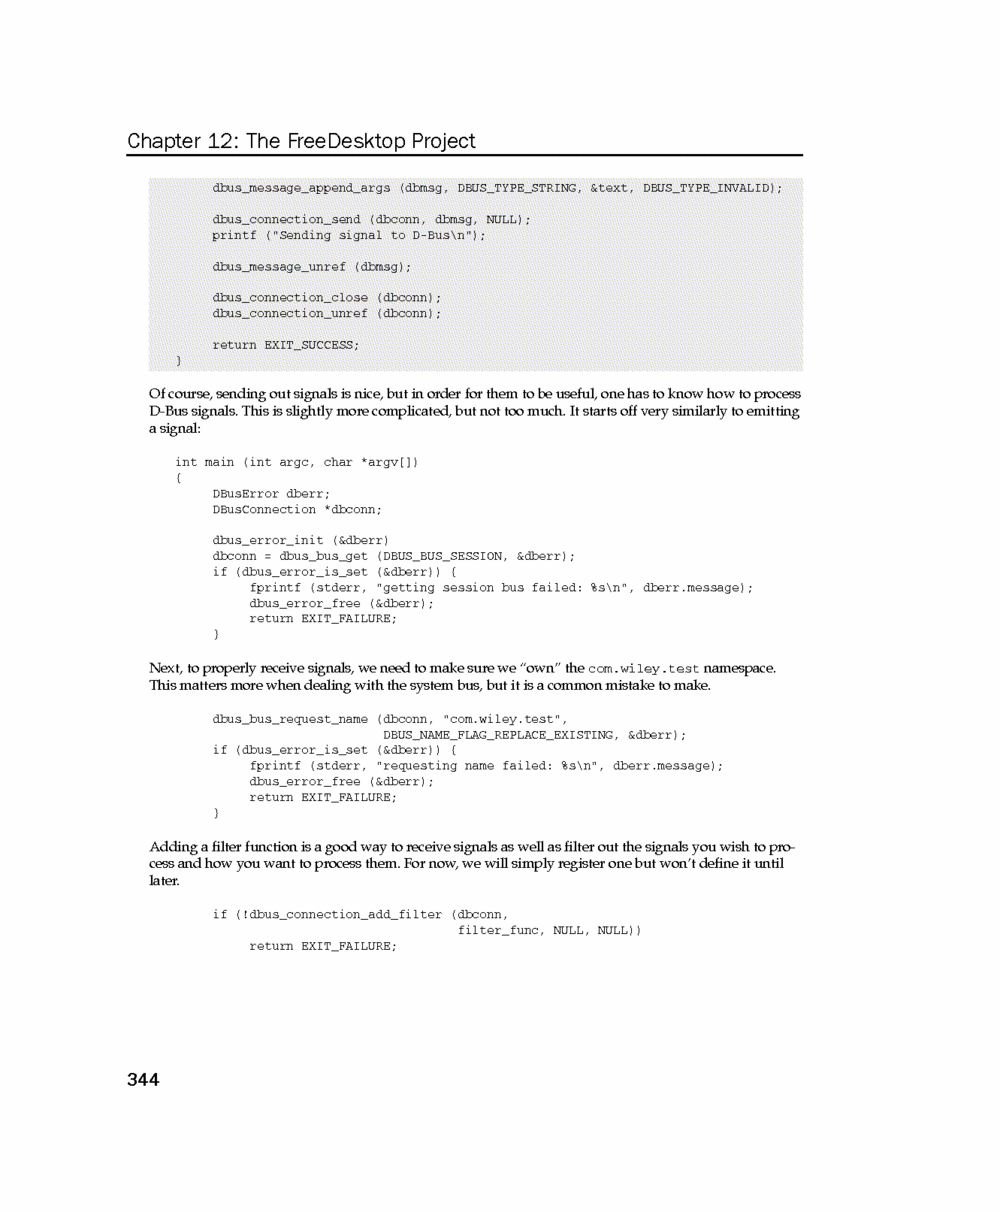 Chapter 12: The FreeDesktop Project
dbus_message_append_args (dbmsg, DBUS_TYPE_STRING, &text, DBUS_TYPE_INVALID);
dbus_connection_send (dbconn, dbmsg, NULL);
printf ("Sending signal to D-Bus\n");
dbus_message_unref (dbmsg);
dbus_connection_close (dbconn);
dbus_connection_unref (dbconn);
return EXIT_SUCCESS;
}
Of course, sending out signals is nice, but in order for them to be useful, one has to know how to process
D-Bus signals. This is slightly more complicated, but not too much. It starts off very similarly to emitting
a signal:
int main (int argc, char *argv[])
{
DBusError dberr;
DBusConnection *dbconn;
dbus_error_init (&dberr)
dbconn = dbus_bus_get (DBUS_BUS_SESSION, &dberr);
if (dbus_error_is_set (&dberr)) {
fprintf (stderr, "getting session bus failed: %s\n", dberr.message);
dbus_error_free (&dberr);
return EXIT_FAILURE;
}
Next, to properly receive signals, we need to make sure we “own” the com.wiley.test namespace.
This matters more when dealing with the system bus, but it is a common mistake to make.
dbus_bus_request_name (dbconn, "com.wiley.test",
DBUS_NAME_FLAG_REPLACE_EXISTING, &dberr);
if (dbus_error_is_set (&dberr)) {
fprintf (stderr, "requesting name failed: %s\n", dberr.message);
dbus_error_free (&dberr);
return EXIT_FAILURE;
}
Adding a filter function is a good way to receive signals as well as filter out the signals you wish to pro-
cess and how you want to process them. For now, we will simply register one but won’t define it until
later.
if (!dbus_connection_add_filter (dbconn,
filter_func, NULL, NULL))
return EXIT_FAILURE;
344